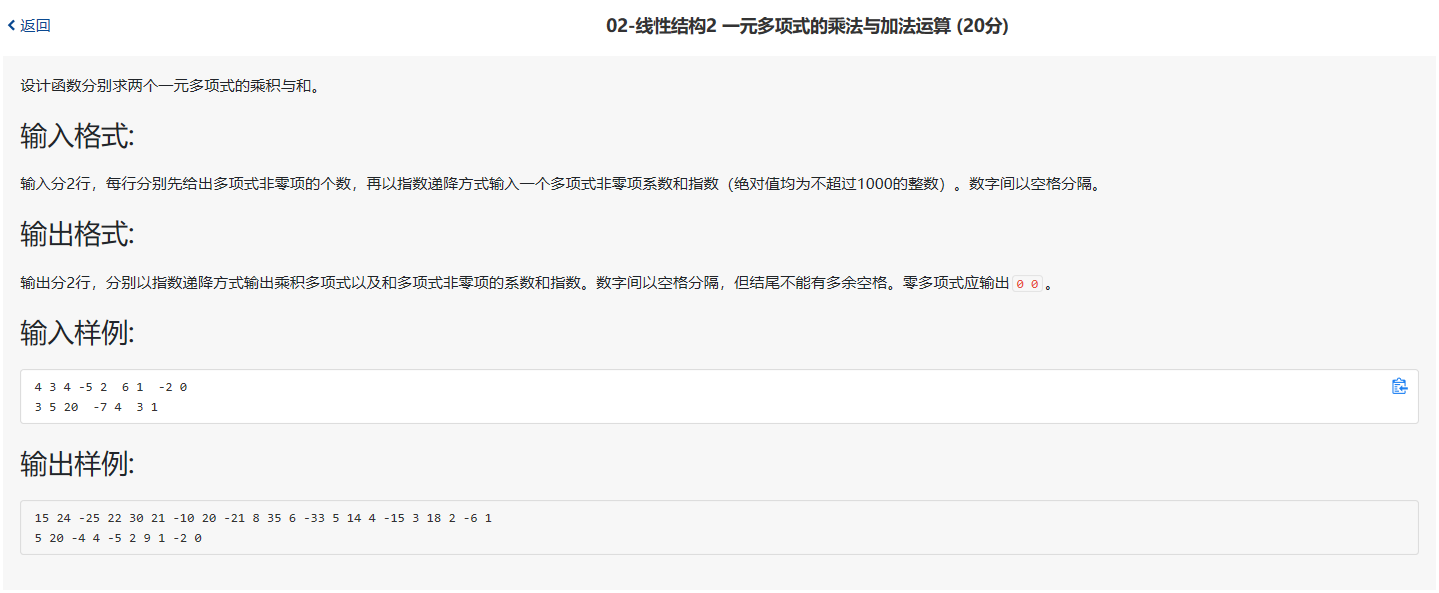 返回
02-线性结构2 一元多项式的乘法与加法运算 (20分)
设计函数分别求两个一元多项式的乘积与和。
输入格式:
输入分2行，每行分别先给出多项式非零项的个数，再以指数递降方式输入一个多项式非零项系数和指数（绝对值均为不超过1000的整数）。数字间以空格分隔。
输出格式:
输出分2行，分别以指数递降方式输出乘积多项式以及和多项式非零项的系数和指数。数字间以空格分隔，但结尾不能有多余空格。零多项式应输出 0 0 。
输入样例:
4 3 4 -5 2  6 1  -2 0
3 5 20  -7 4  3 1
输出样例:
15 24 -25 22 30 21 -10 20 -21 8 35 6 -33 5 14 4 -15 3 18 2 -6 1
5 20 -4 4 -5 2 9 1 -2 0